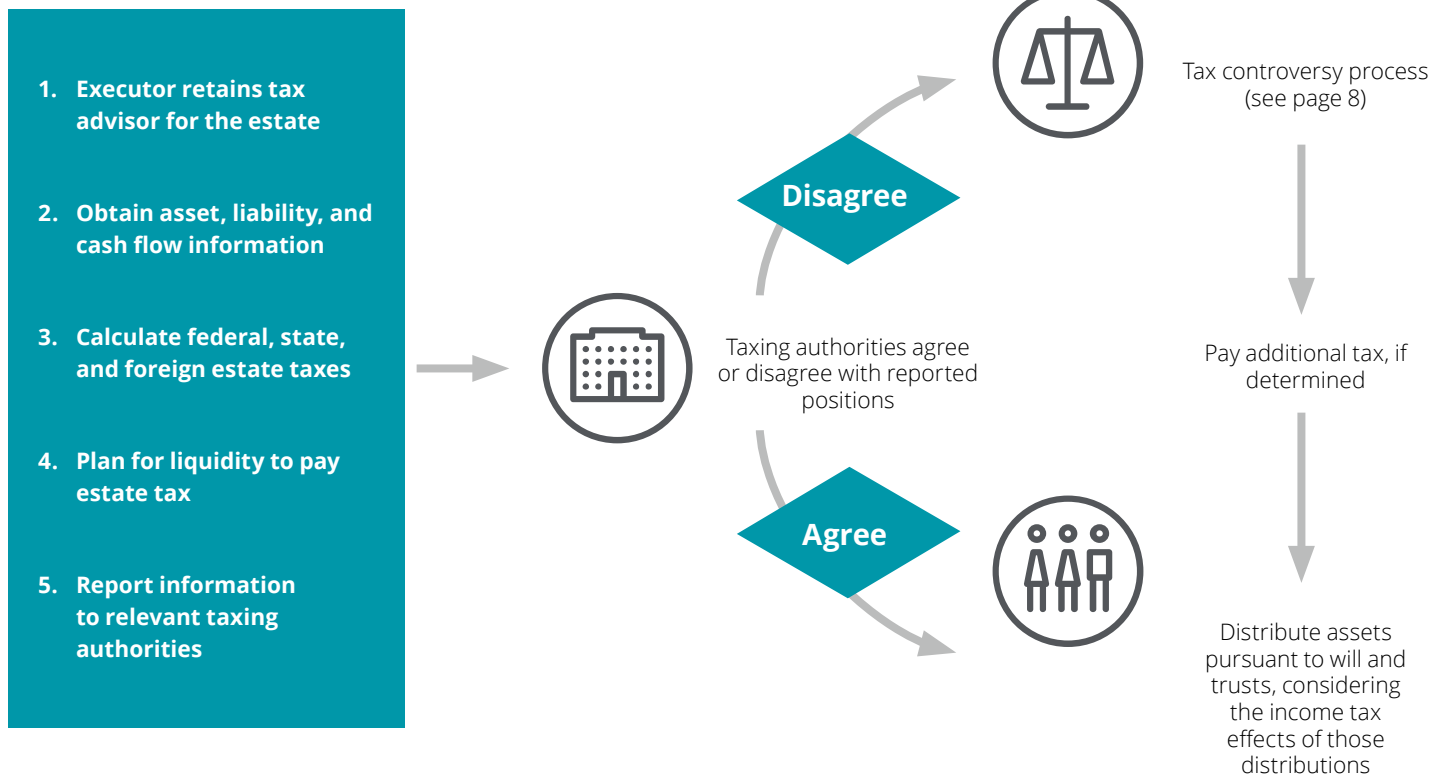 1. Executor retains tax
advisor for the estate
2. Obtain asset, liability, and
cash flow information
3. Calculate federal, state,
and foreign estate taxes
4. Plan for liquidity to pay
estate tax
5. Report information
to relevant taxing
authorities
Taxing authorities agree
or disagree with reported
positions
Disagree
Tax controversy process
(see page 8)
Pay additional tax, if
determined
Agree
Distribute assets
pursuant to will and
trusts, considering
the income tax
effects of those
distributions